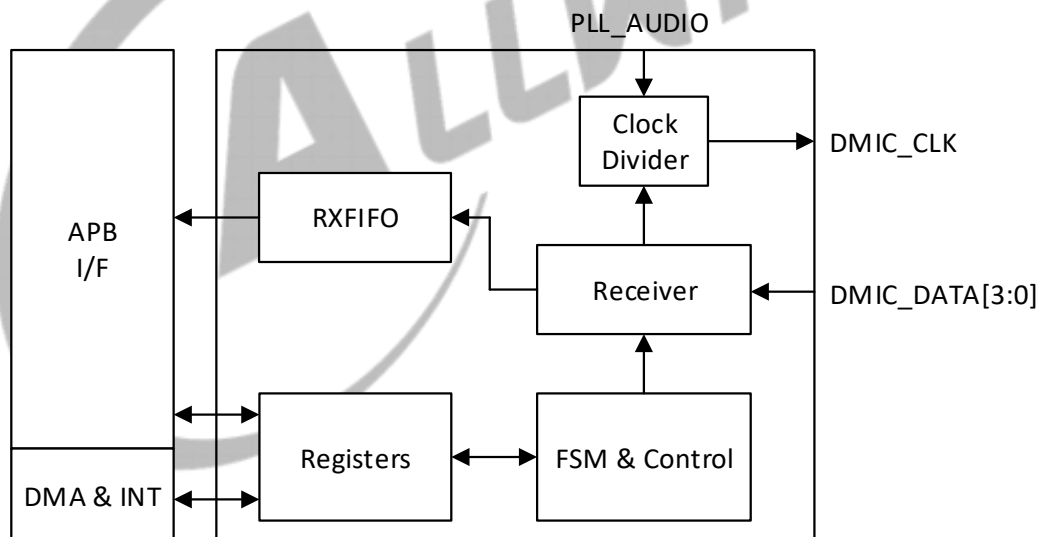 PLL_AUDIO
Clock
Divider
DMIC_CLK
RXFIFO
APB
I/F
Receiver
DMIC_DATA[3:0]
Registers
FSM & Control
DMA & INT